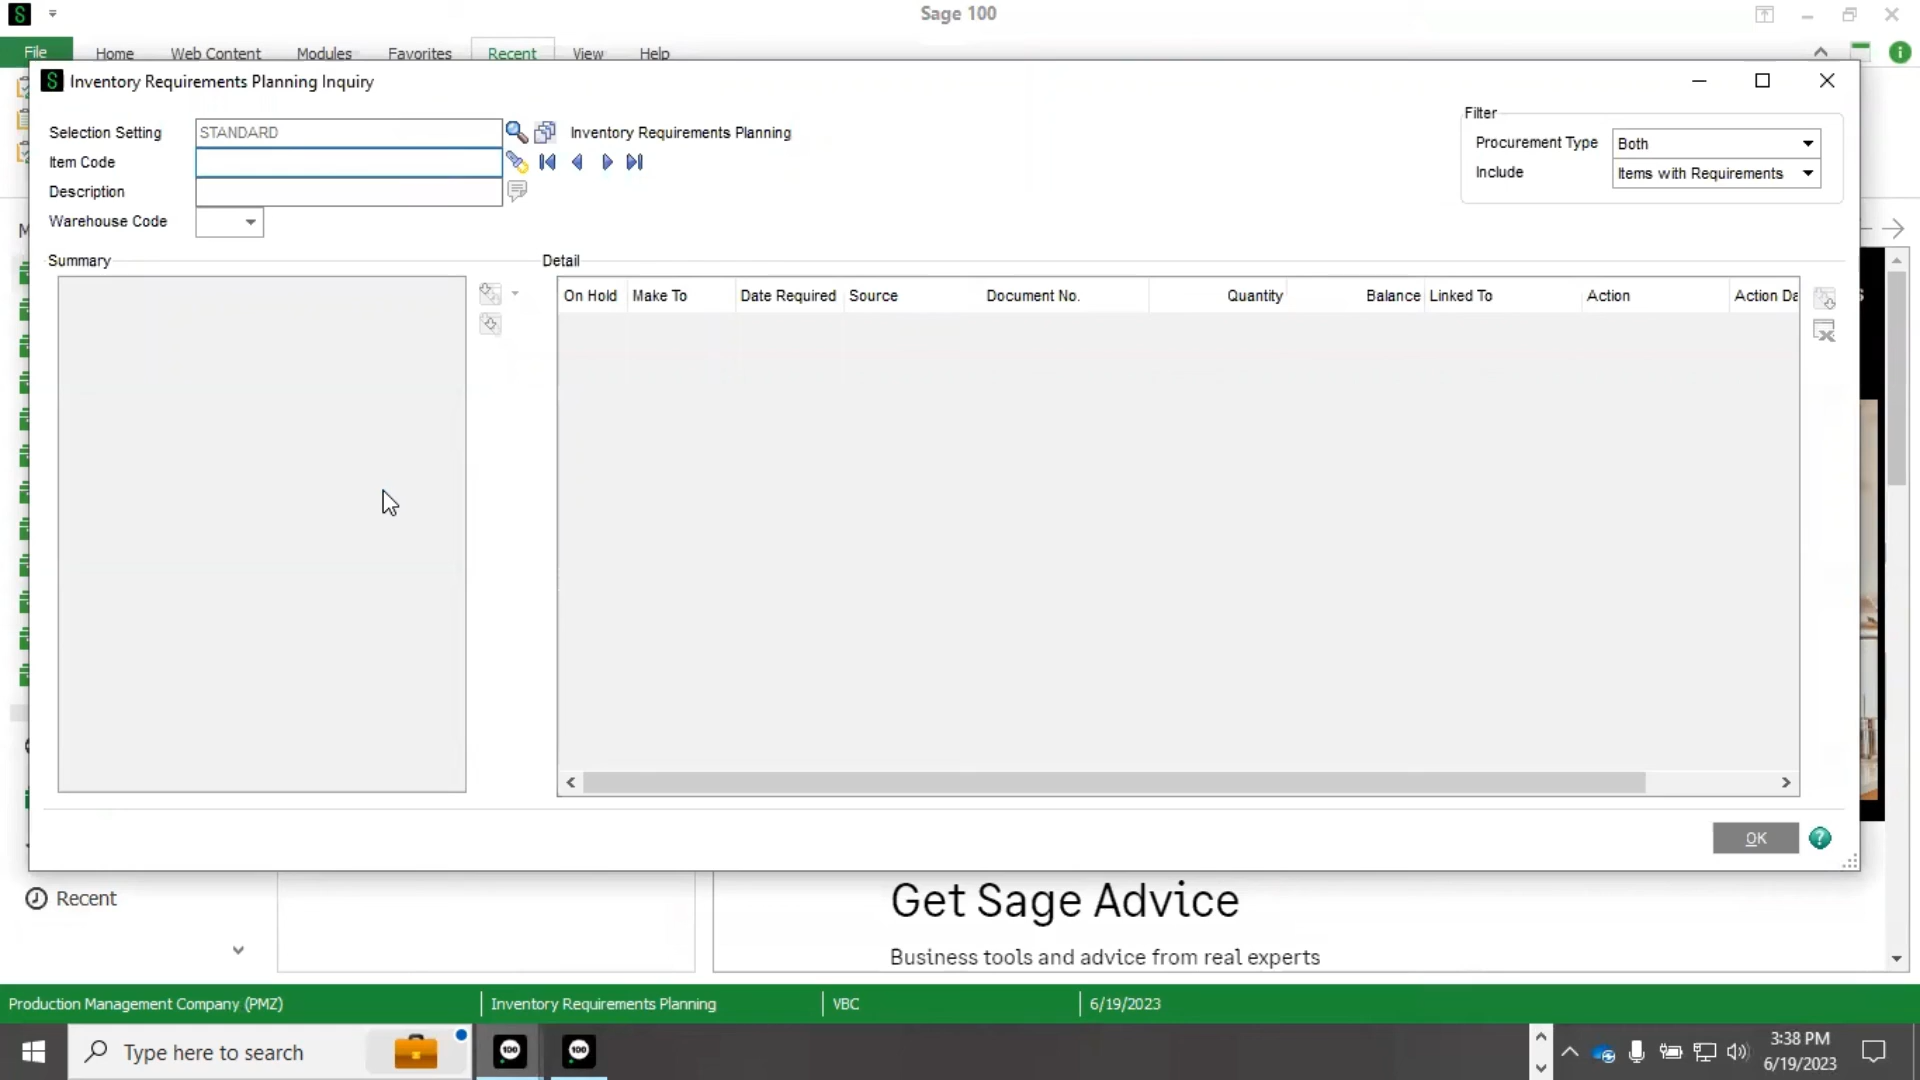 Sage 100
File Home Web Content Modules Favorites Recent View Help
Inventory Requirements Planning Inquiry
Selection Setting STANDARD Inventory Requirements Planning
Item Code
Description
Warehouse Code
Filter
Procurement Type Both
Include Items with Requirements
Summary
Detail
On Hold Make To Date Required Source Document No. Quantity Balance Linked To Action Action Da
OK
Recent
Get Sage Advice
Business tools and advice from real experts
Production Management Company (PMZ) Inventory Requirements Planning VBC 6/19/2023
Type here to search
100
100
3:38 PM
6/19/2023